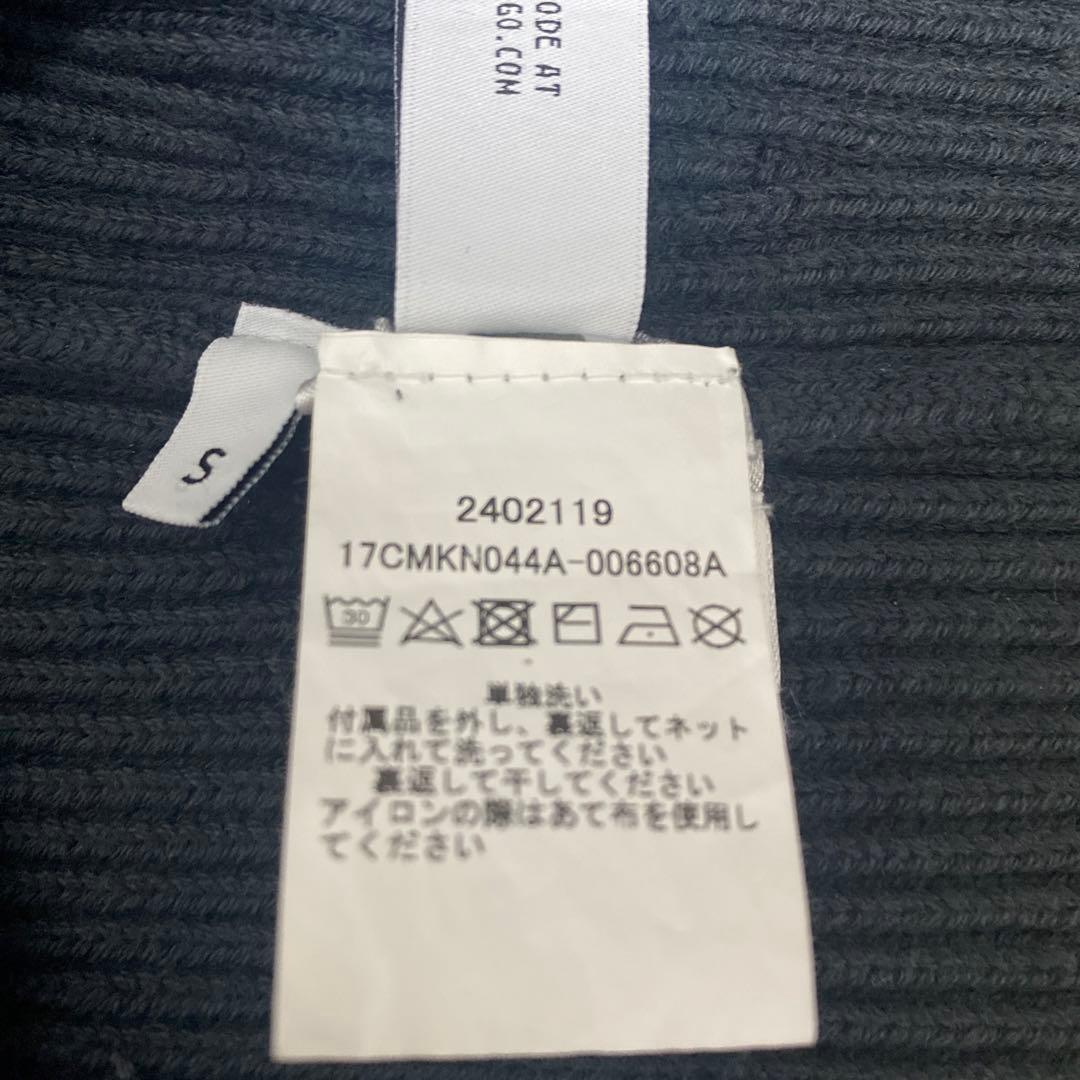 ODE AT
GO.COM
S
2402119
17CMKN044A-006608A
30
単独洗い
付属品を外し、裏返してネット
に入れて洗ってください
裏返して干してください
アイロンの際はあて布を使用し
てください